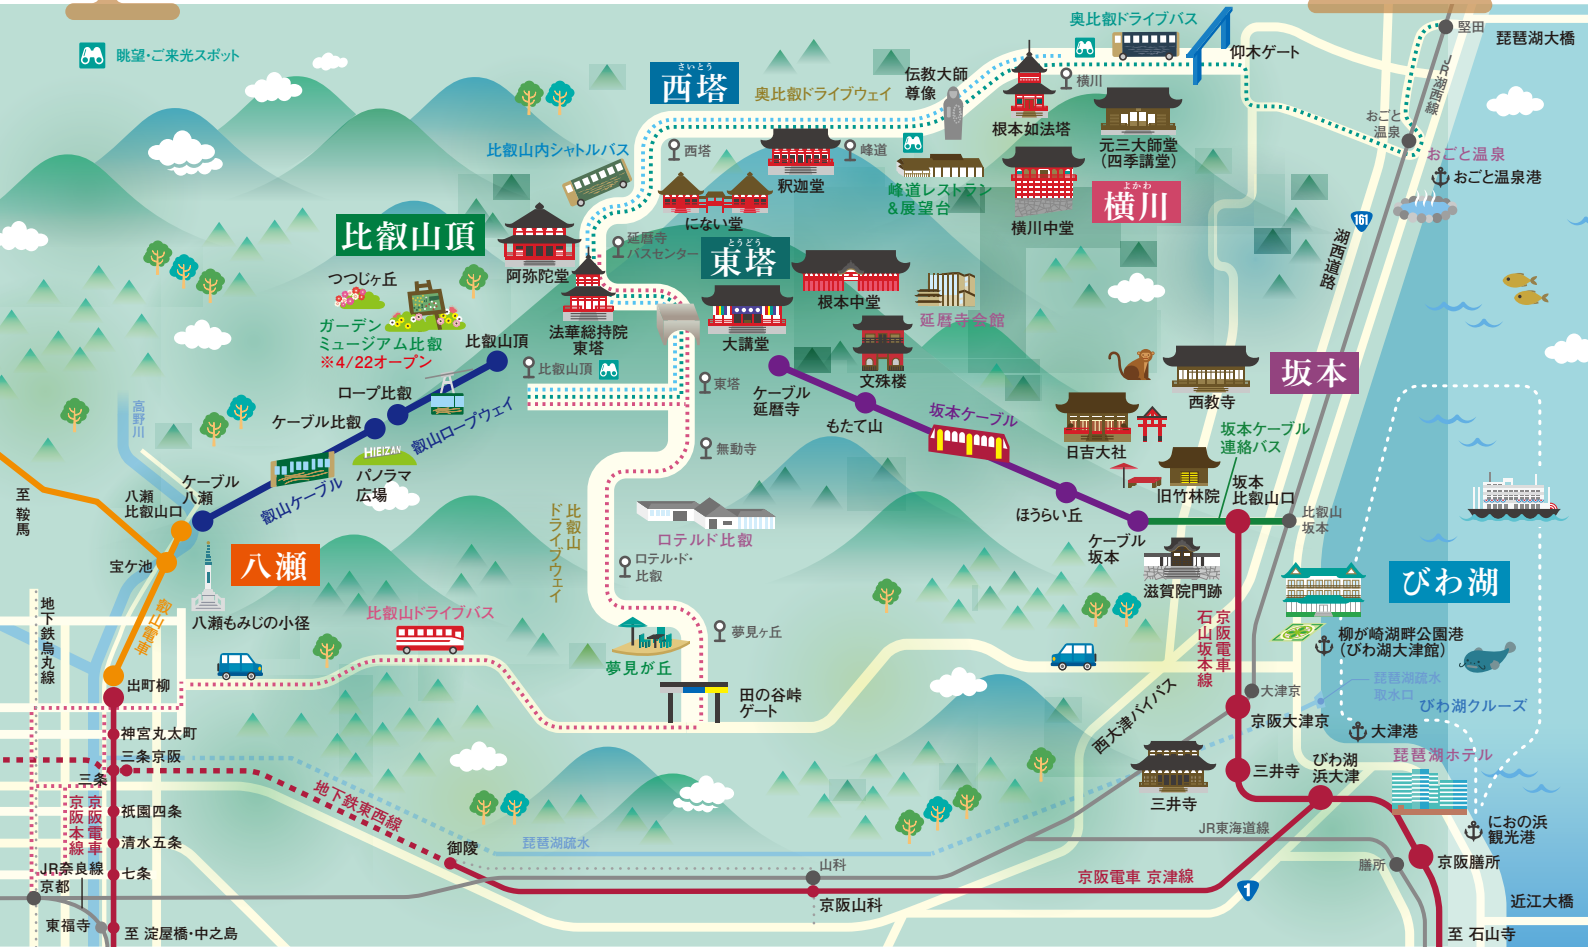 眺望・ご来光スポット
さいとう
西塔
奥比叡ドライブウェイ
伝教大師
尊像
奥比叡ドライブバス
仰木ゲート
堅田
琵琶湖大橋
JR湖西線
おごと
温泉
おごと温泉
おごと温泉港
161
湖西道路
横川
根本如法塔
元三大師堂
(四季講堂)
よかわ
横川
横川中堂
峰道
峰道レストラン
&展望台
西塔
釈迦堂
にない堂
比叡山内シャトルバス
延暦寺
バスセンター
とうどう
東塔
阿弥陀堂
法華総持院
東塔
根本中堂
大講堂
延暦寺会館
文殊楼
比叡山頂
つつじヶ丘
ガーデン
ミュージアム比叡
※4/22オープン
比叡山頂
比叡山頂
ロープ比叡
ケーブル比叡
叡山ロープウェイ
HIEIZAN
パノラマ
広場
叡山ケーブル
ケーブル
八瀬
八瀬
比叡山口
高野川
至 鞍馬
宝ケ池
八瀬
八瀬もみじの小径
叡山電車
地下鉄烏丸線
出町柳
神宮丸太町
三条京阪
三条
祇園四条
清水五条
七条
京阪電車
京阪本線
JR奈良線
京都
東福寺
至 淀屋橋・中之島
地下鉄東西線
御陵
琵琶湖疏水
山科
京阪山科
京阪電車 京津線
JR東海道線
1
比叡山ドライブバス
比叡山
ドライブウェイ
東塔
無動寺
ロテルド比叡
ロテル・ド・
比叡
夢見ヶ丘
夢見が丘
田の谷峠
ゲート
ケーブル
延暦寺
もたて山
坂本ケーブル
ほうらい丘
ケーブル
坂本
坂本
西教寺
日吉大社
旧竹林院
坂本ケーブル
連絡バス
坂本
比叡山口
比叡山
坂本
滋賀院門跡
京阪電車
石山坂本線
びわ湖
柳が崎湖畔公園港
(びわ湖大津館)
琵琶湖疏水
取水口
びわ湖クルーズ
大津京
京阪大津京
西大津バイパス
大津港
三井寺
三井寺
びわ湖
浜大津
琵琶湖ホテル
におの浜
観光港
膳所
京阪膳所
近江大橋
至 石山寺